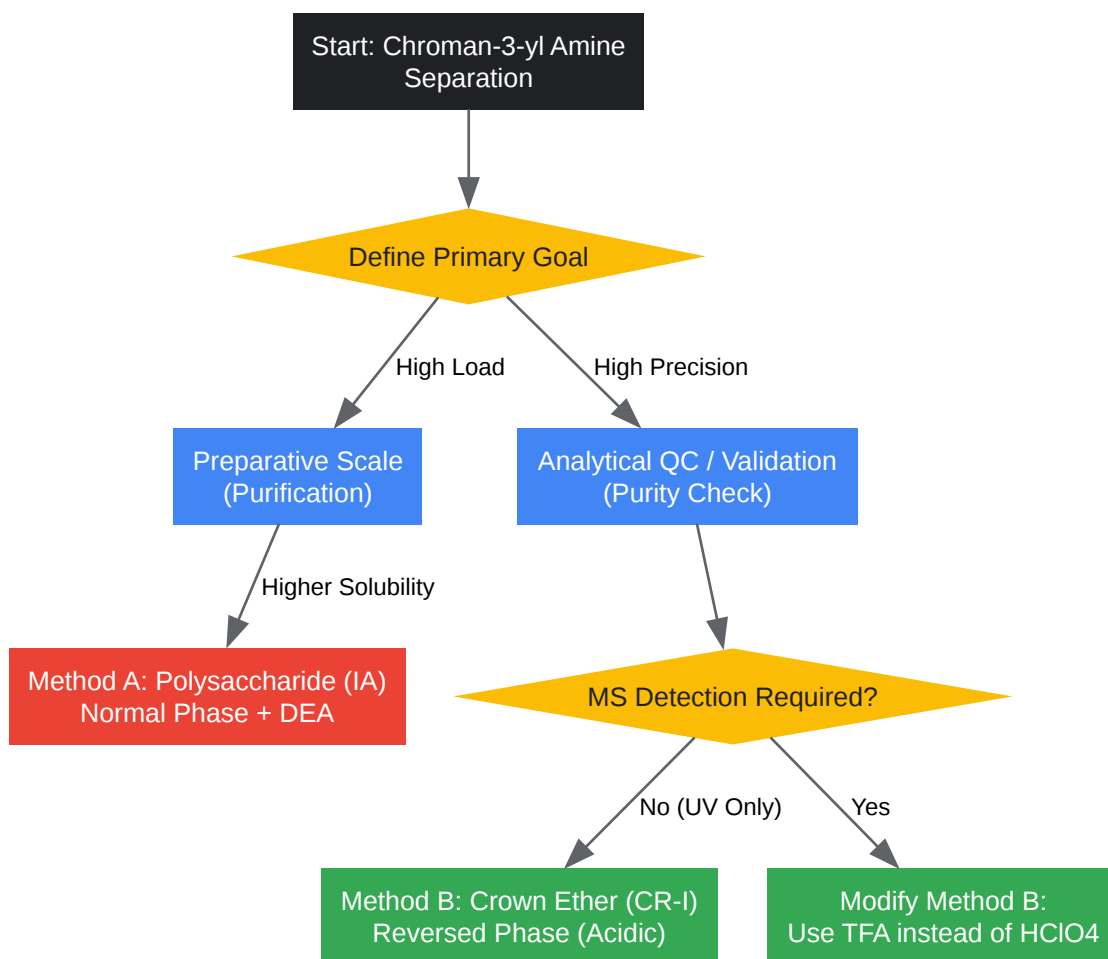 Start: Chroman-3-yl Amine
Separation
Define Primary Goal
High Load
High Precision
Preparative Scale
(Purification)
Analytical QC / Validation
(Purity Check)
Higher Solubility
Method A: Polysaccharide (IA)
Normal Phase + DEA
MS Detection Required?
No (UV Only)
Yes
Method B: Crown Ether (CR-I)
Reversed Phase (Acidic)
Modify Method B:
Use TFA instead of HClO4